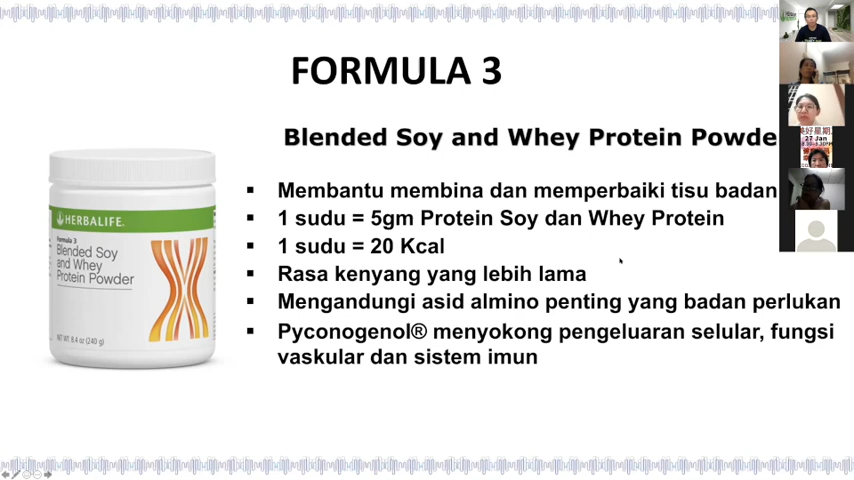 FORMULA 3
Blended Soy and Whey Protein Powde
HERBALIFE.
Formula 3
Blended Soy
and Whey
Protein Powder
NET WT. 8.4 oz (240 g)
▪ Membantu membina dan memperbaiki tisu badan
▪ 1 sudu = 5gm Protein Soy dan Whey Protein
▪ 1 sudu = 20 Kcal
▪ Rasa kenyang yang lebih lama
▪ Mengandungi asid almino penting yang badan perlukan
▪ Pyconogenol® menyokong pengeluaran selular, fungsi
vaskular dan sistem imun
27 Jan